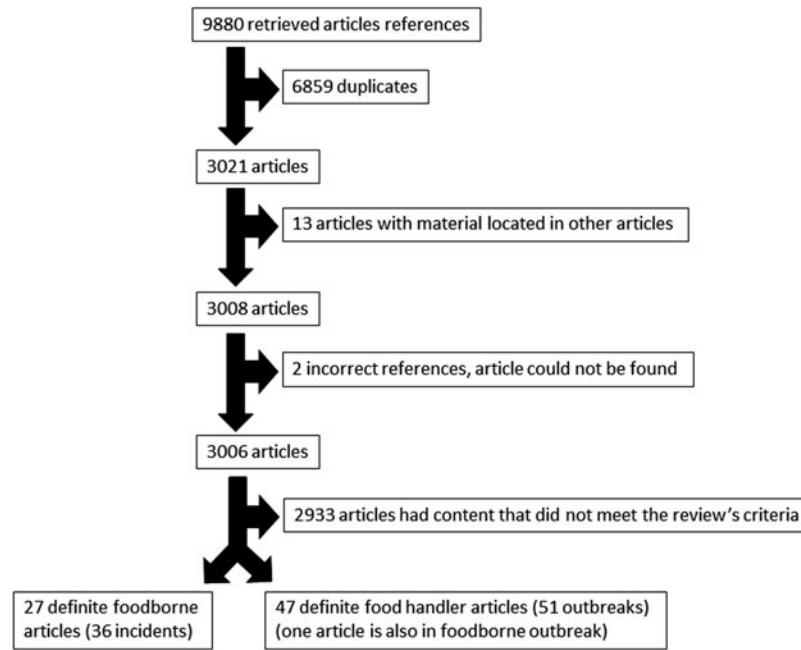 9880 retrieved articles references
6859 duplicates
3021 articles
13 articles with material located in other articles
3008 articles
2 incorrect references, article could not be found
3006 articles
2933 articles had content that did not meet the review's criteria
27 definite foodborne
articles (36 incidents)
47 definite food handler articles (51 outbreaks)
(one article is also in foodborne outbreak)